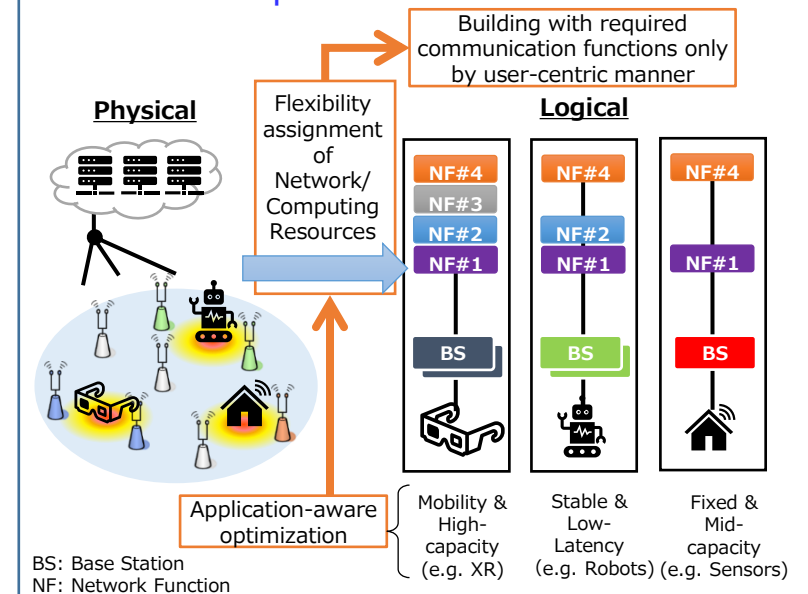 Building with required
communication functions only
by user-centric manner
Physical
Flexibility
assignment
of
Network/
Computing
Resources
Logical
NF#4
NF#3
NF#2
NF#1
BS
NF#4
NF#2
NF#1
BS
NF#4
NF#1
BS
Application-aware
optimization
Mobility &
High-
capacity
(e.g. XR)
Stable &
Low-
Latency
(e.g. Robots)
Fixed &
Mid-
capacity
(e.g. Sensors)
BS: Base Station
NF: Network Function